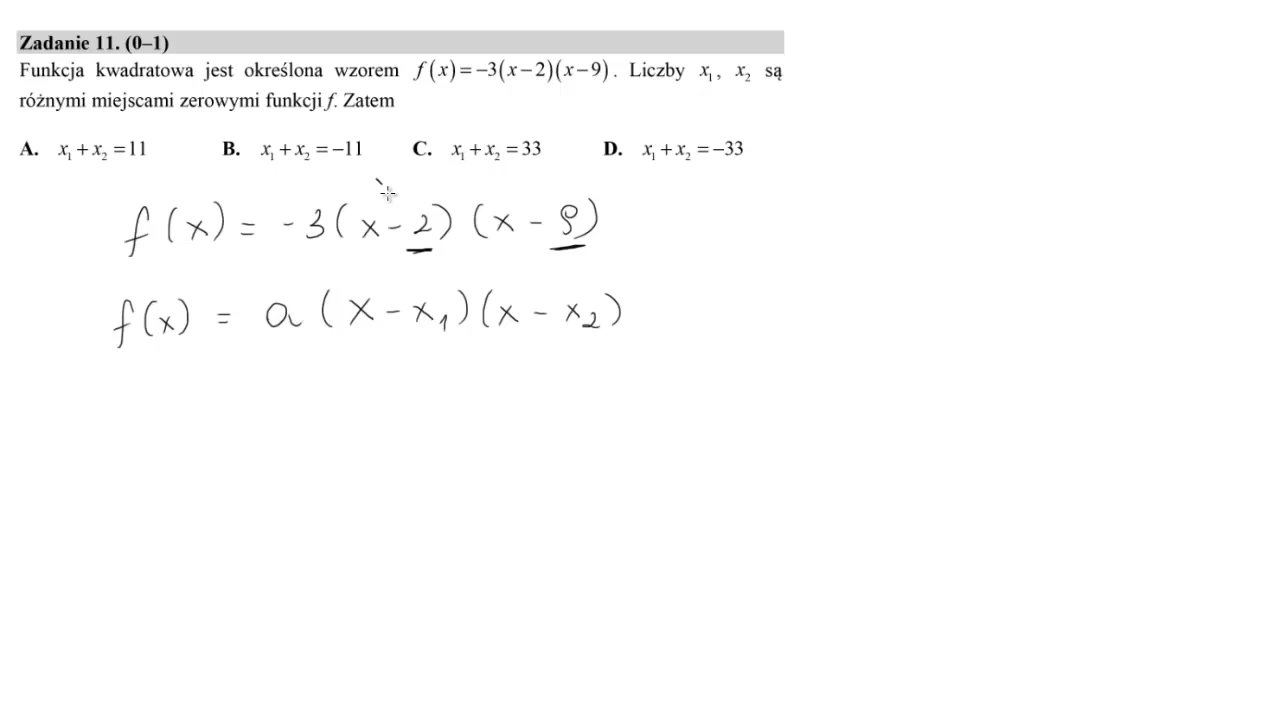 Zadanie 11. (0–1)
Funkcja kwadratowa jest określona wzorem f(x)=−3(x−2)(x−9). Liczby x₁, x₂ są
różnymi miejscami zerowymi funkcji f. Zatem
A. x₁+x₂=11 B. x₁+x₂=−11 C. x₁+x₂=33 D. x₁+x₂=−33
f(x) = -3(x-2)(x-9)
f(x) = a(x-x₁)(x-x₂)